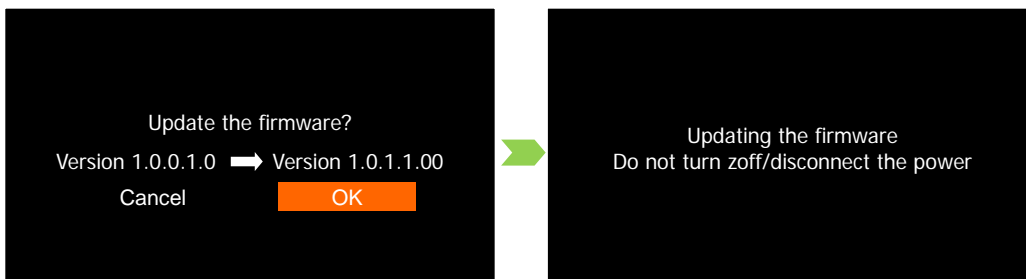 Update the firmware?
Version 1.0.0.1.0 Version 1.0.1.1.00
Cancel OK
Updating the firmware
Do not turn zoff/disconnect the power